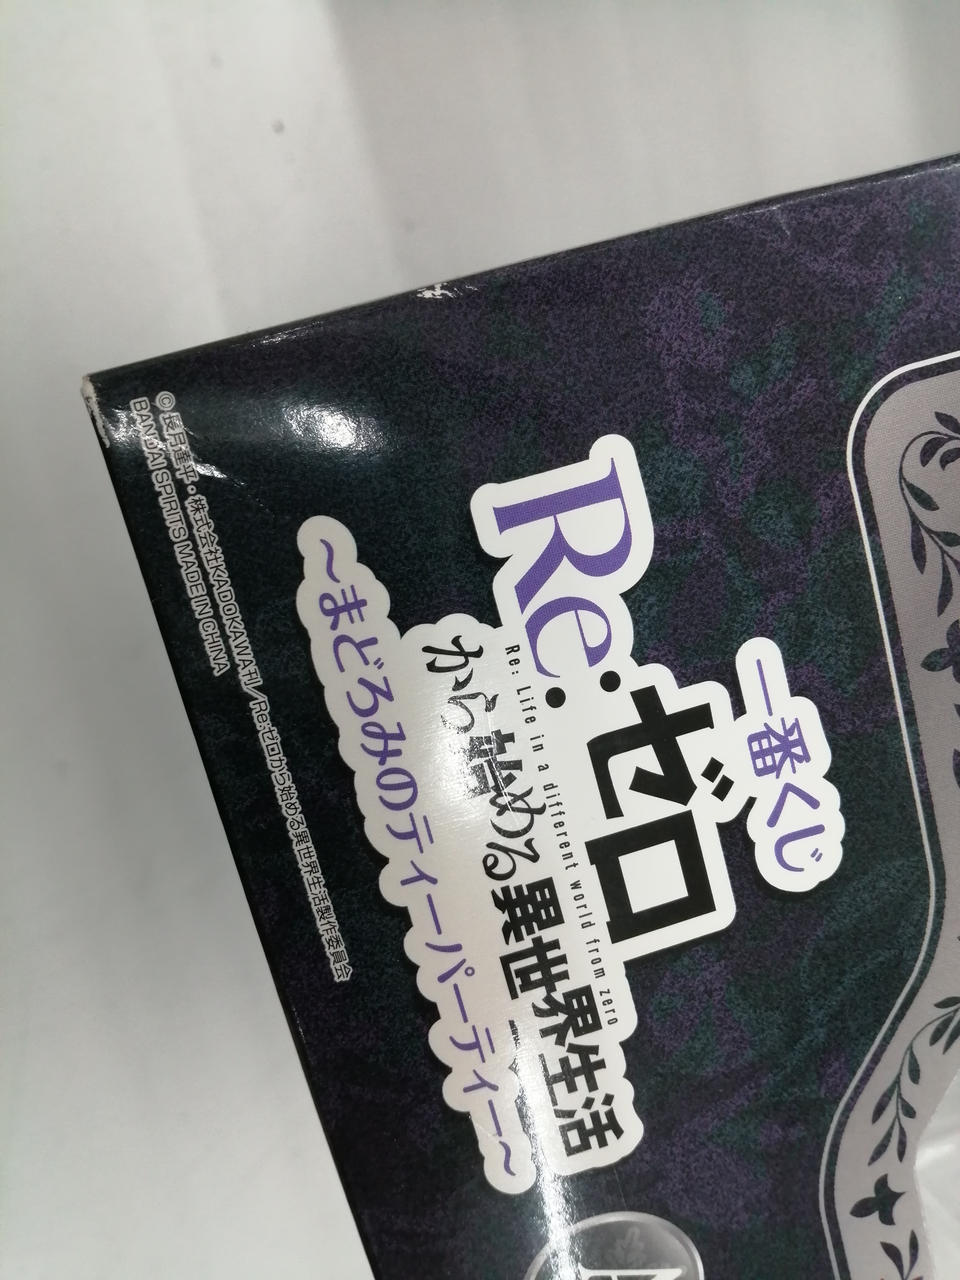 一番くじ
Re:ゼロ
Re: Life in a different world from zero
から始める異世界生活
～まどろみのティーパーティー～
©長月達平・株式会社KADOKAWA刊/Re:ゼロから始める異世界生活製作委員会
BANDAI SPIRITS MADE IN CHINA